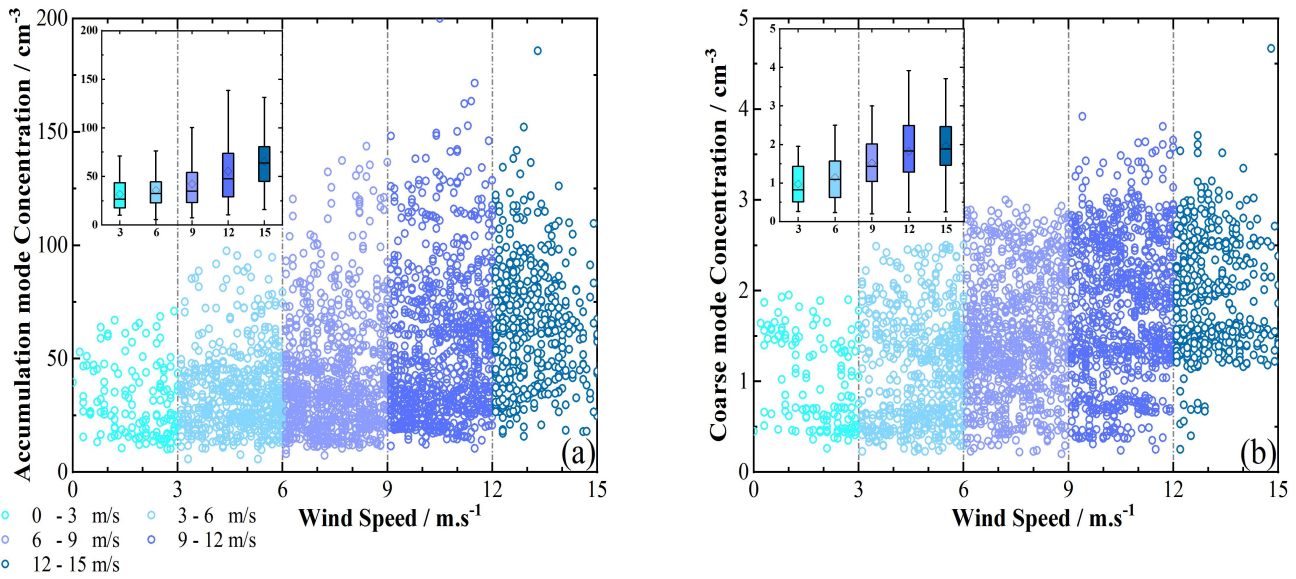 Accumulation mode Concentration / cm⁻³
200
150
100
50
0
200
150
100
50
0
3 6 9 12 15
(a)
0 3 6 9 12 15
Wind Speed / m.s⁻¹
Coarse mode Concentration / cm⁻³
5
4
3
2
1
0
5
4
3
2
1
0
3 6 9 12 15
(b)
0 3 6 9 12 15
Wind Speed / m.s⁻¹
0 - 3 m/s 3 - 6 m/s
6 - 9 m/s 9 - 12 m/s
12 - 15 m/s